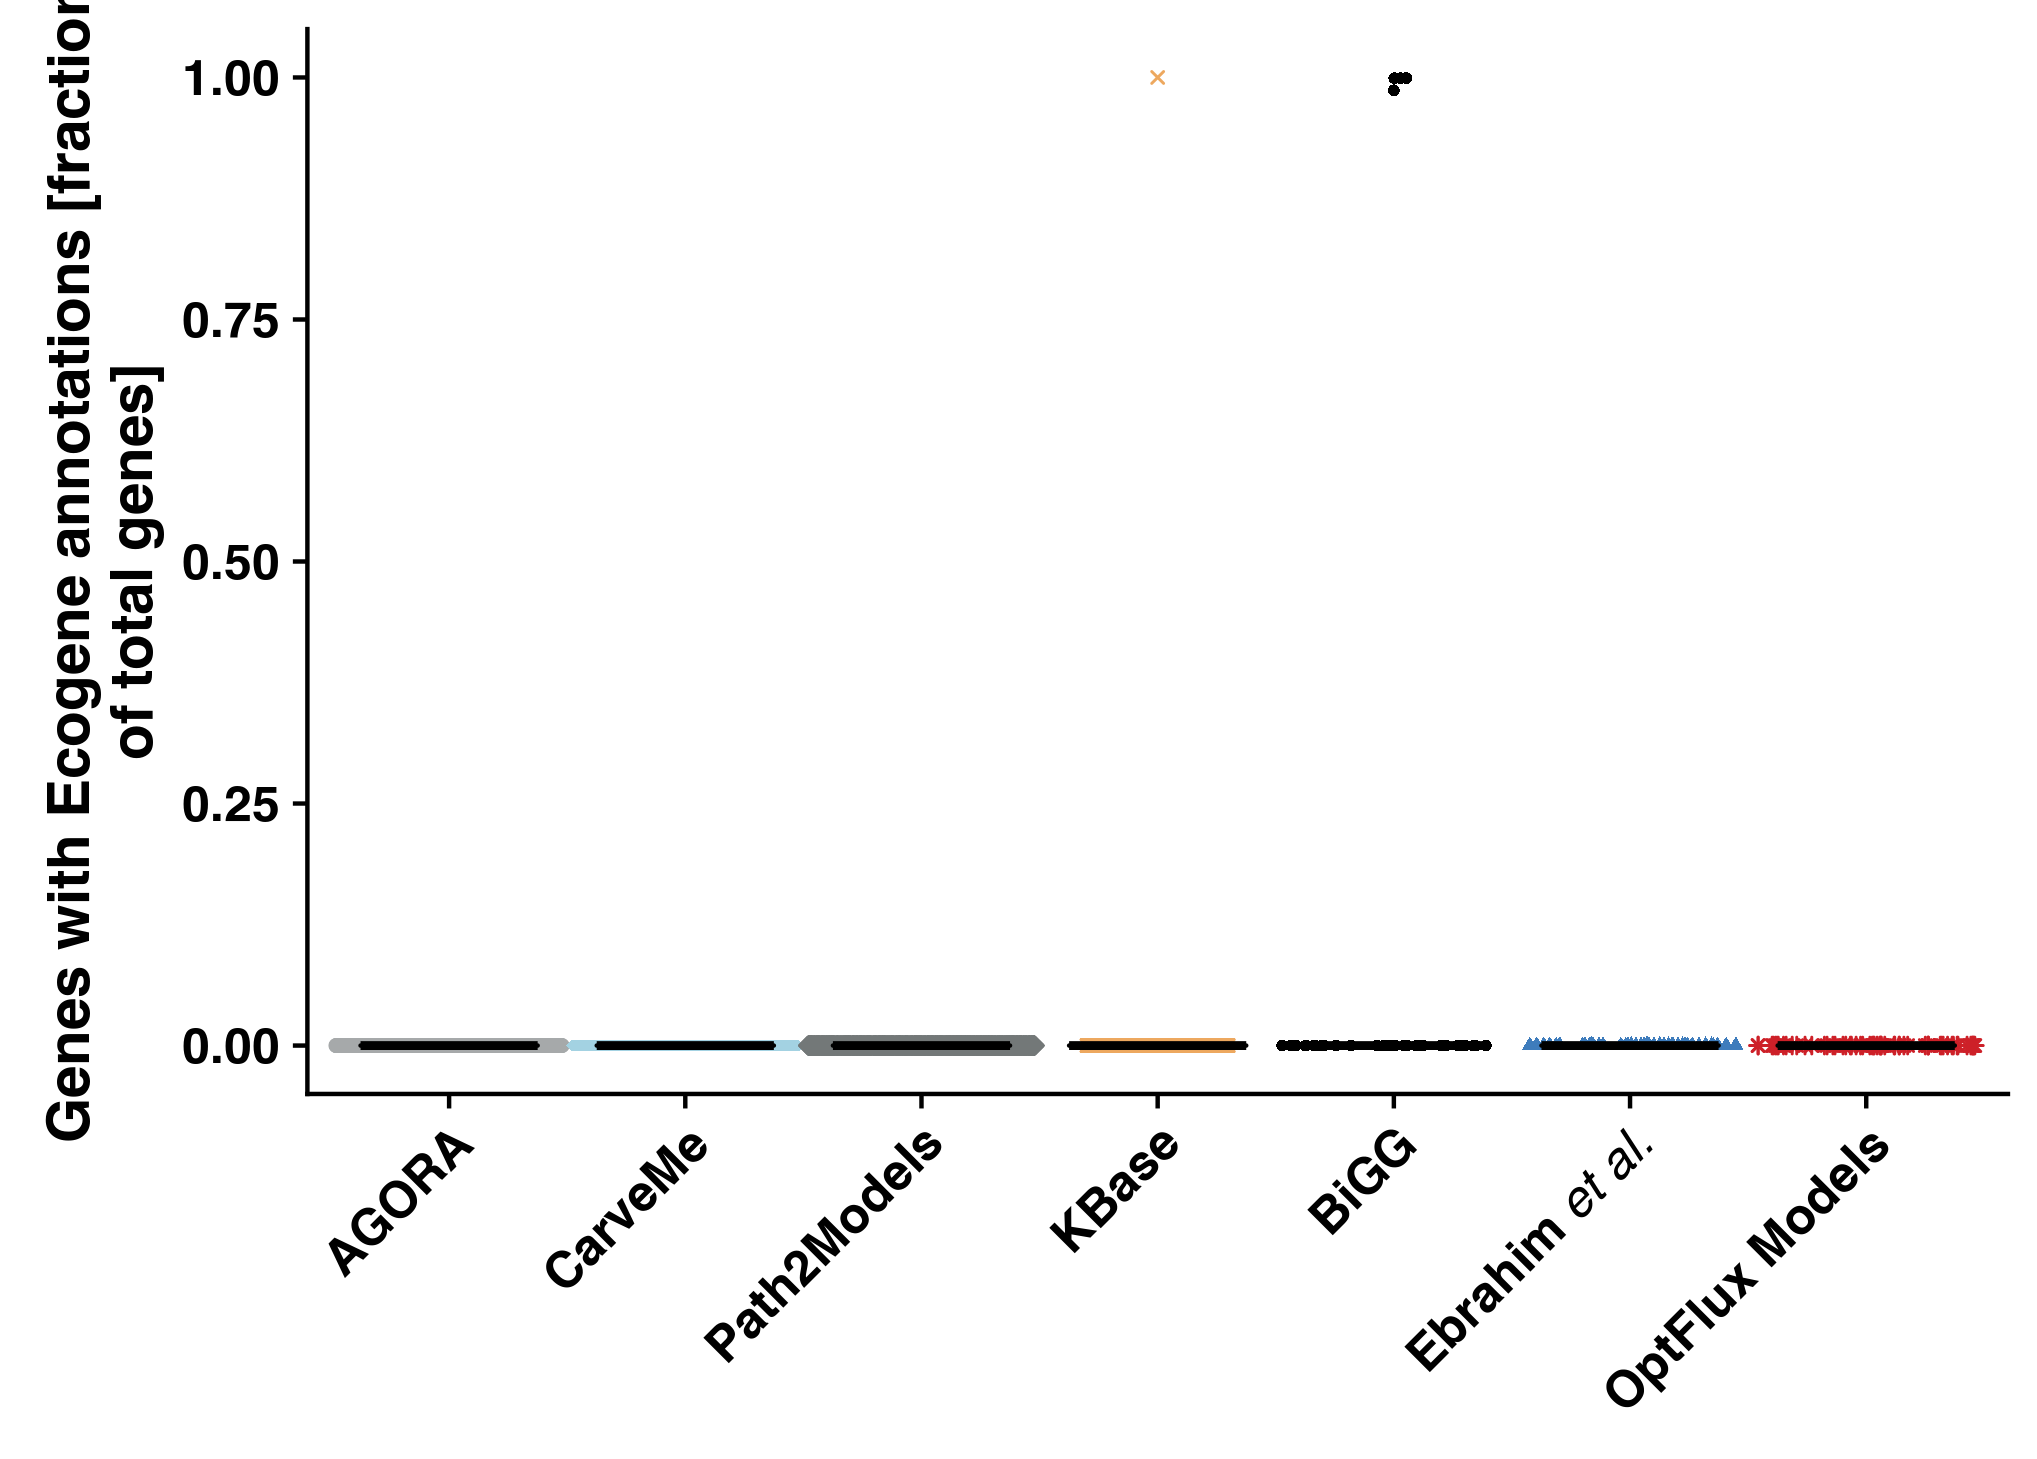 Genes with Ecogene annotations [fraction
of total genes]
1.00
0.75
0.50
0.25
0.00
AGORA
CarveMe
Path2Models
KBase
BiGG
Ebrahim et al.
OptFlux Models